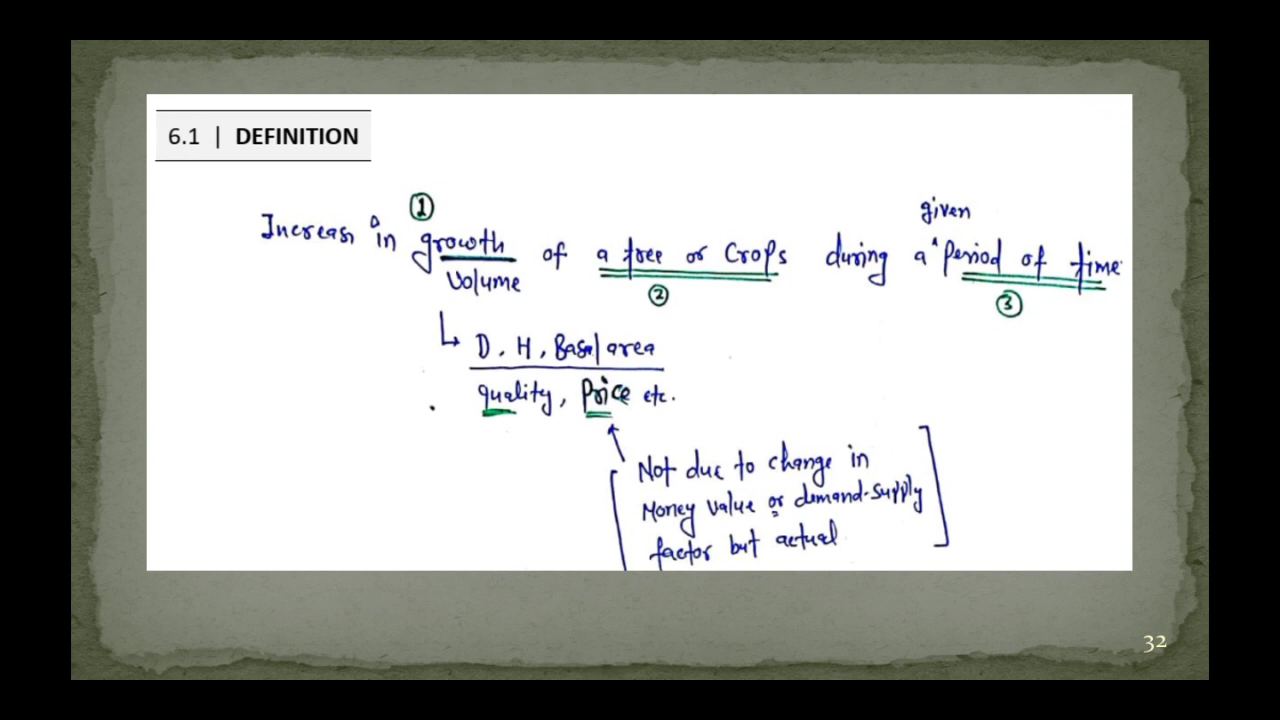 6.1 | DEFINITION
①
given
Increase in growth of a tree or Crops during a ^ Period of time
Volume
②
③
↳ D, H, Basal area
quality, Price etc.
Not due to change in
Money value or demand-supply
factor but actual
32